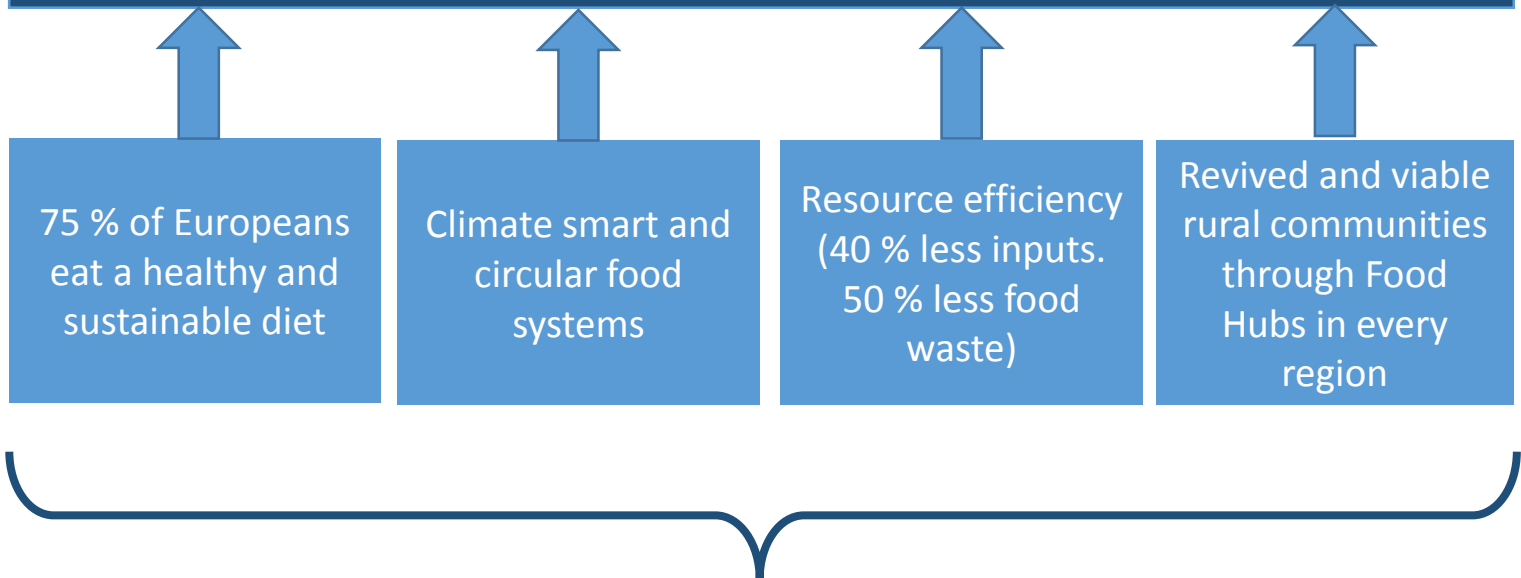 75 % of Europeans
eat a healthy and
sustainable diet
Climate smart and
circular food
systems
Resource efficiency
(40 % less inputs.
50 % less food
waste)
Revived and viable
rural communities
through Food
Hubs in every
region